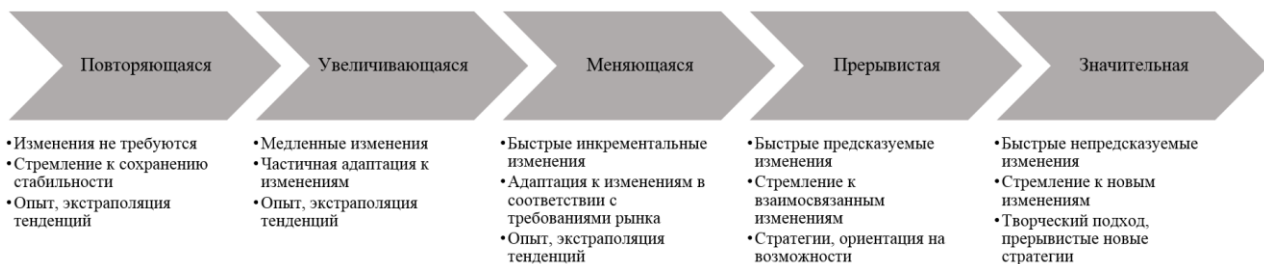 Повторяющаяся
•Изменения не требуются
•Стремление к сохранению
стабильности
•Опыт, экстраполяция
тенденций
Увеличивающаяся
•Медленные изменения
•Частичная адаптация к
изменениям
•Опыт, экстраполяция
тенденций
Меняющаяся
•Быстрые инкрементальные
изменения
•Адаптация к изменениям в
соответствии с
требованиями рынка
•Опыт, экстраполяция
тенденций
Прерывистая
•Быстрые предсказуемые
изменения
•Стремление к
взаимосвязанным
изменениям
•Стратегии, ориентация на
возможности
Значительная
•Быстрые непредсказуемые
изменения
•Стремление к новым
изменениям
•Творческий подход,
прерывистые новые
стратегии